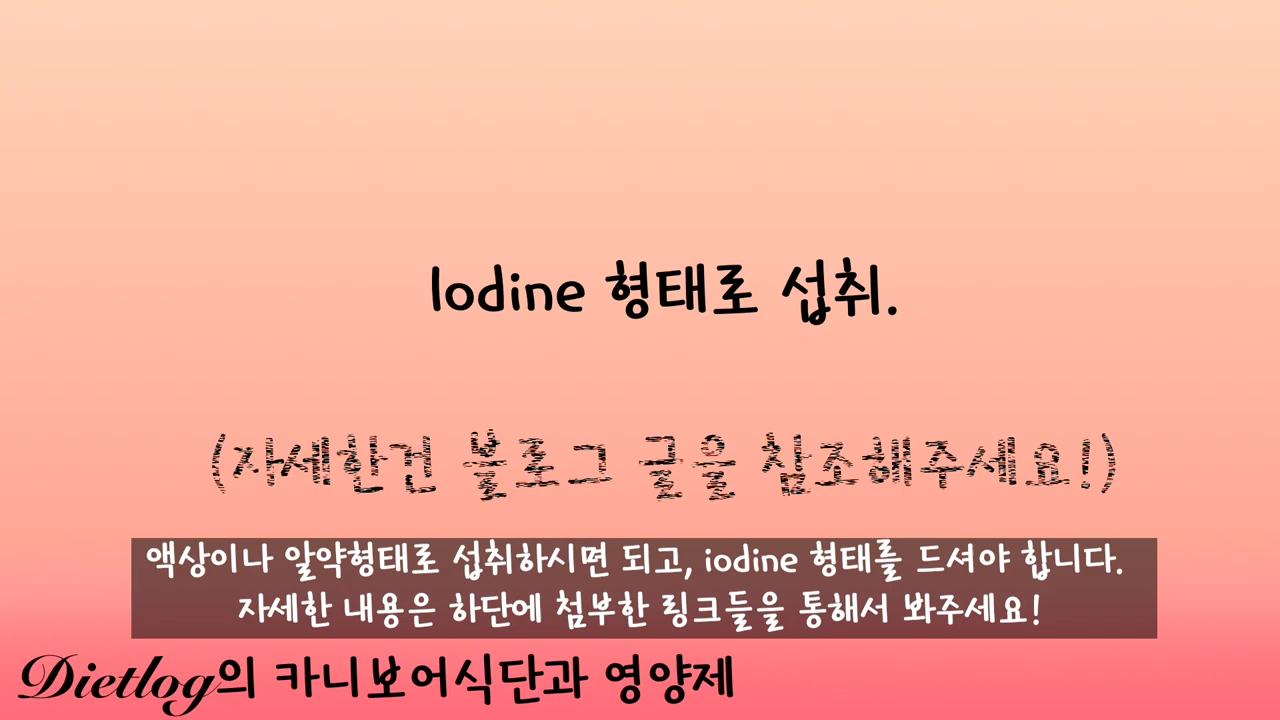 Iodine 형태로 섭취.
(자세한건 블로그 글을 참조해주세요!)
액상이나 알약형태로 섭취하시면 되고, iodine 형태를 드셔야 합니다.
자세한 내용은 하단에 첨부한 링크들을 통해서 봐주세요!
Dietlog의 카니보어식단과 영양제